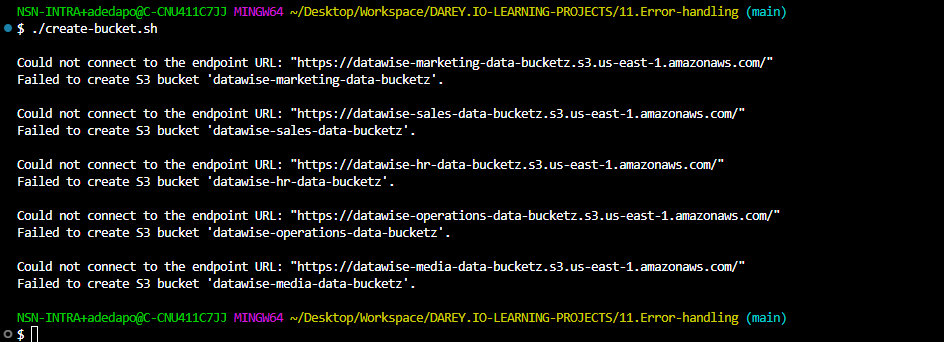 NSN-INTRA+adedapo@C-CNU411C7JJ MINGW64 ~/Desktop/Workspace/DAREY.IO-LEARNING-PROJECTS/11.Error-handling (main)
$ ./create-bucket.sh
Could not connect to the endpoint URL: "https://datawise-marketing-data-bucketz.s3.us-east-1.amazonaws.com/"
Failed to create S3 bucket 'datawise-marketing-data-bucketz'.
Could not connect to the endpoint URL: "https://datawise-sales-data-bucketz.s3.us-east-1.amazonaws.com/"
Failed to create S3 bucket 'datawise-sales-data-bucketz'.
Could not connect to the endpoint URL: "https://datawise-hr-data-bucketz.s3.us-east-1.amazonaws.com/"
Failed to create S3 bucket 'datawise-hr-data-bucketz'.
Could not connect to the endpoint URL: "https://datawise-operations-data-bucketz.s3.us-east-1.amazonaws.com/"
Failed to create S3 bucket 'datawise-operations-data-bucketz'.
Could not connect to the endpoint URL: "https://datawise-media-data-bucketz.s3.us-east-1.amazonaws.com/"
Failed to create S3 bucket 'datawise-media-data-bucketz'.
NSN-INTRA+adedapo@C-CNU411C7JJ MINGW64 ~/Desktop/Workspace/DAREY.IO-LEARNING-PROJECTS/11.Error-handling (main)
$